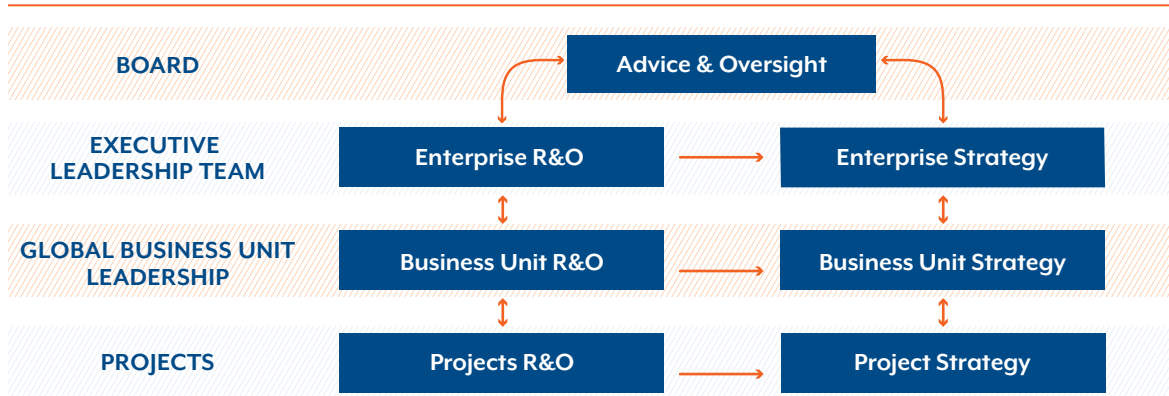 BOARD
Advice & Oversight
EXECUTIVE
LEADERSHIP TEAM
Enterprise R&O
Enterprise Strategy
GLOBAL BUSINESS UNIT
LEADERSHIP
Business Unit R&O
Business Unit Strategy
PROJECTS
Projects R&O
Project Strategy